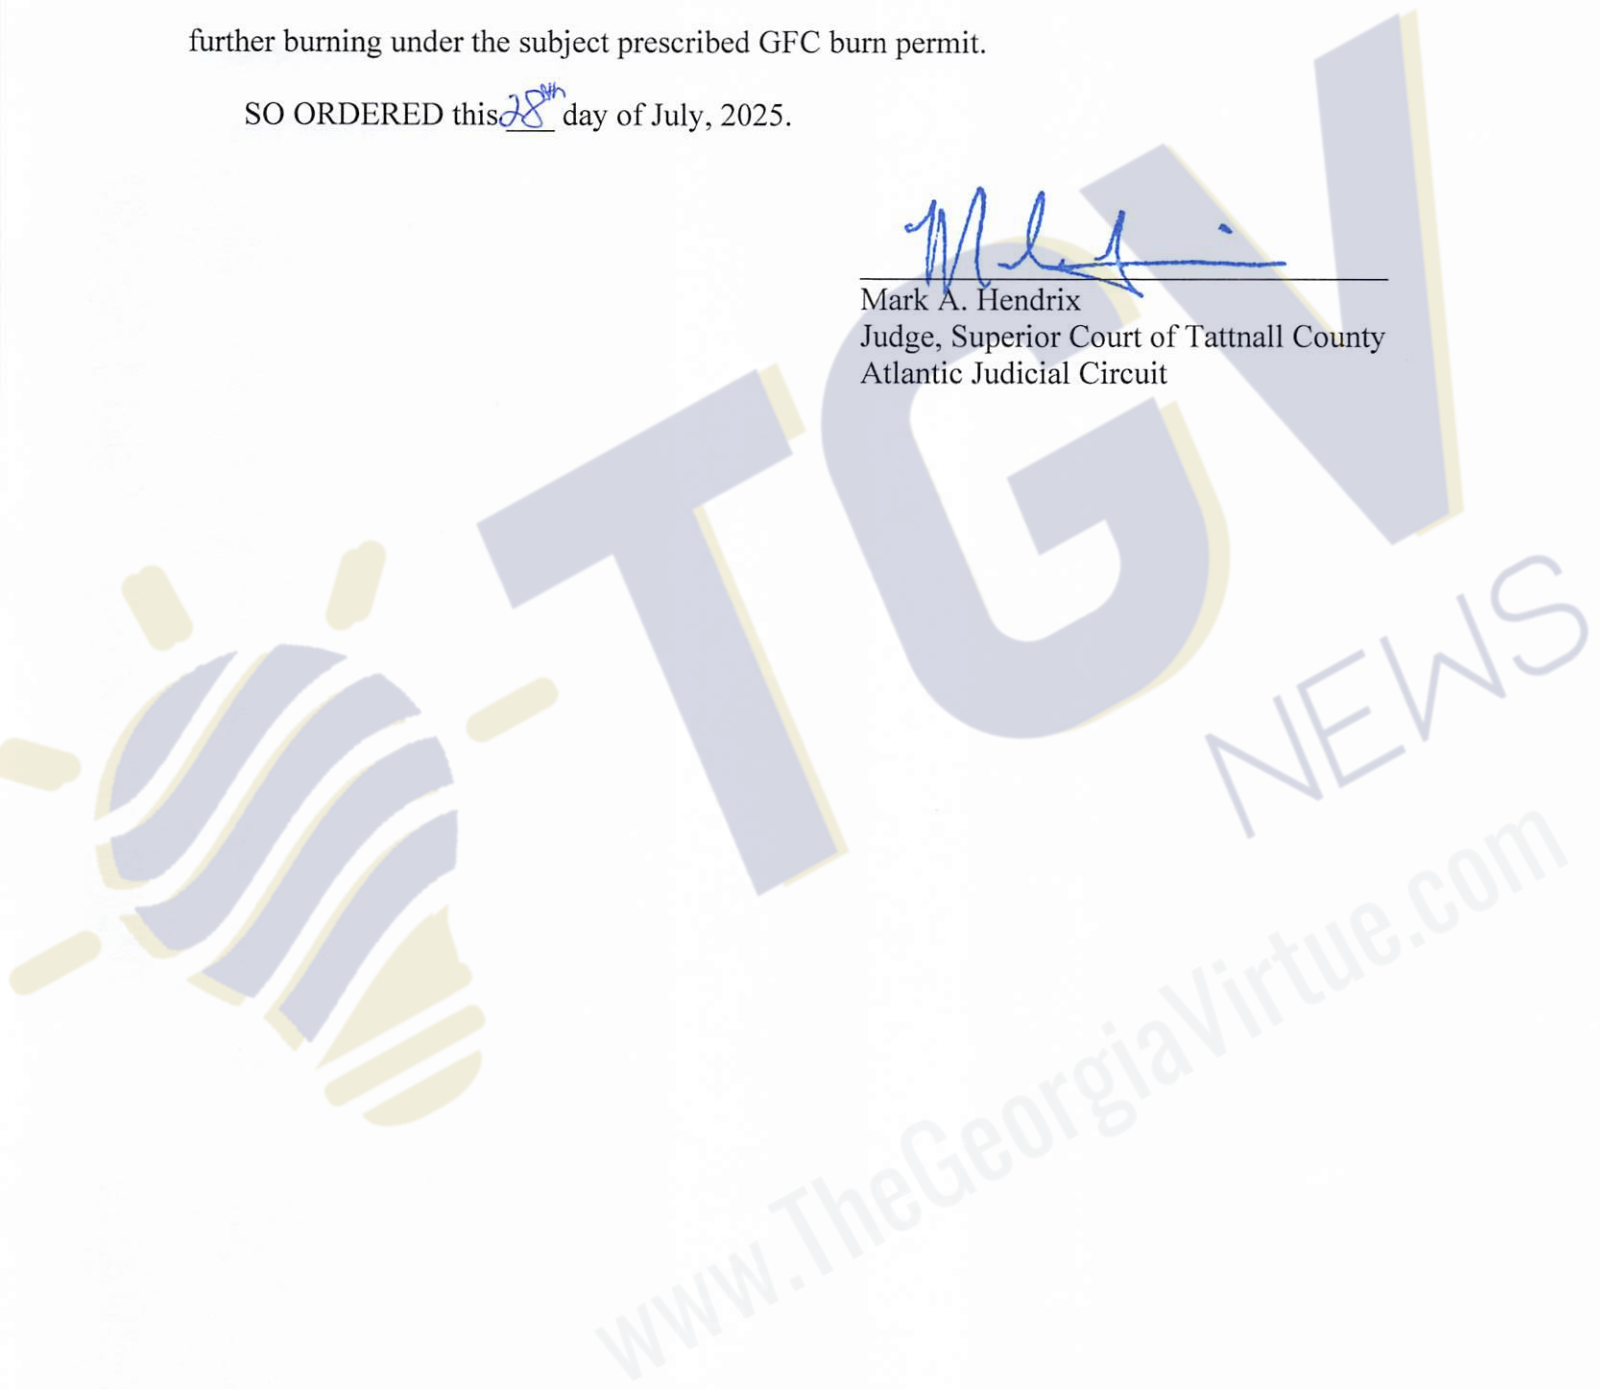 further burning under the subject prescribed GFC burn permit.
SO ORDERED this 28th day of July, 2025.
Mark A. Hendrix
Judge, Superior Court of Tattnall County
Atlantic Judicial Circuit
TGV
NEWS
www.TheGeorgiaVirtue.com